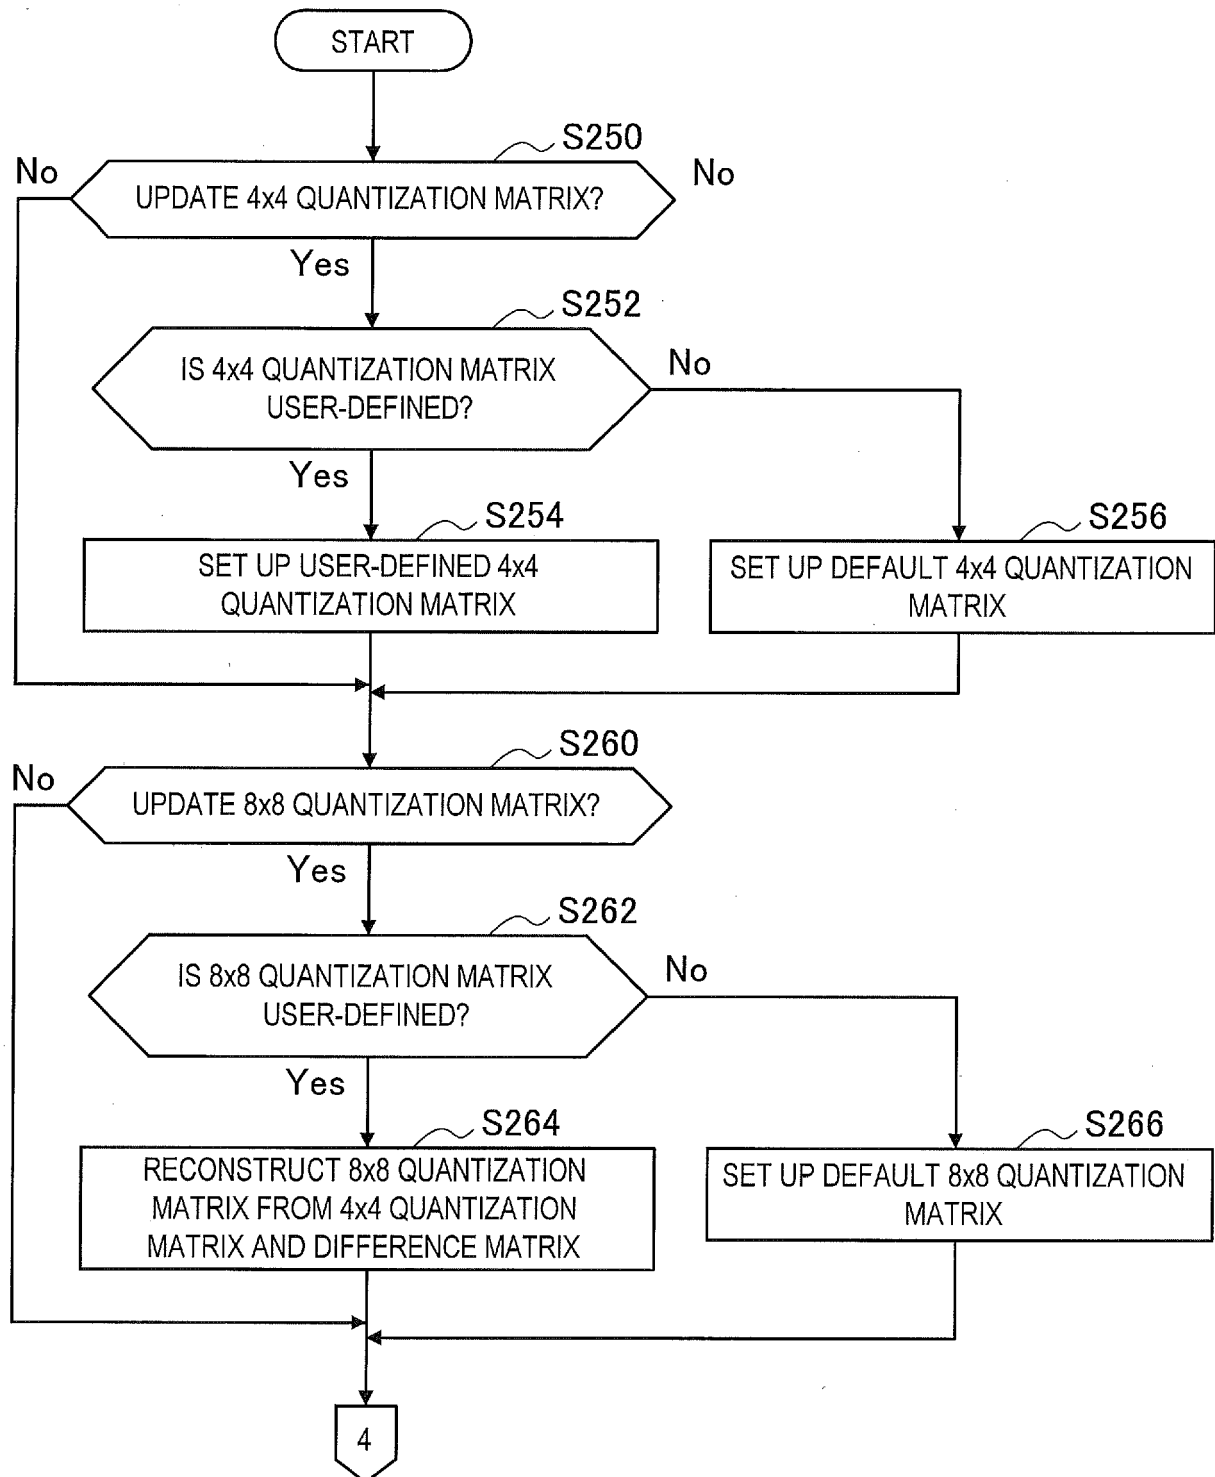 START
S250
No
UPDATE 4x4 QUANTIZATION MATRIX?
No
Yes
S252
IS 4x4 QUANTIZATION MATRIX
USER-DEFINED?
No
Yes
S254
SET UP USER-DEFINED 4x4
QUANTIZATION MATRIX
S256
SET UP DEFAULT 4x4 QUANTIZATION
MATRIX
S260
No
UPDATE 8x8 QUANTIZATION MATRIX?
Yes
S262
IS 8x8 QUANTIZATION MATRIX
USER-DEFINED?
No
Yes
S264
RECONSTRUCT 8x8 QUANTIZATION
MATRIX FROM 4x4 QUANTIZATION
MATRIX AND DIFFERENCE MATRIX
S266
SET UP DEFAULT 8x8 QUANTIZATION
MATRIX
4